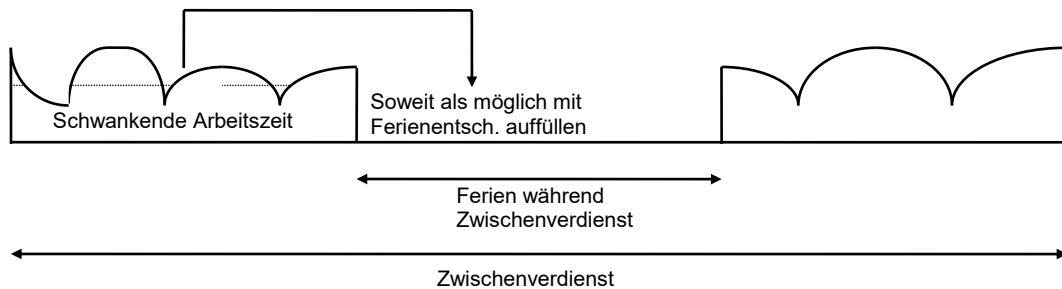 Schwankende Arbeitszeit
Soweit als möglich mit
Ferienentsch. auffüllen
Ferien während
Zwischenverdienst
Zwischenverdienst